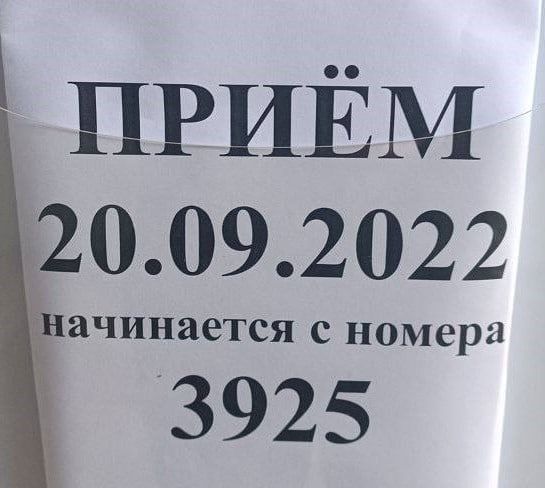 ПРИЁМ
20.09.2022
начинается с номера
3925